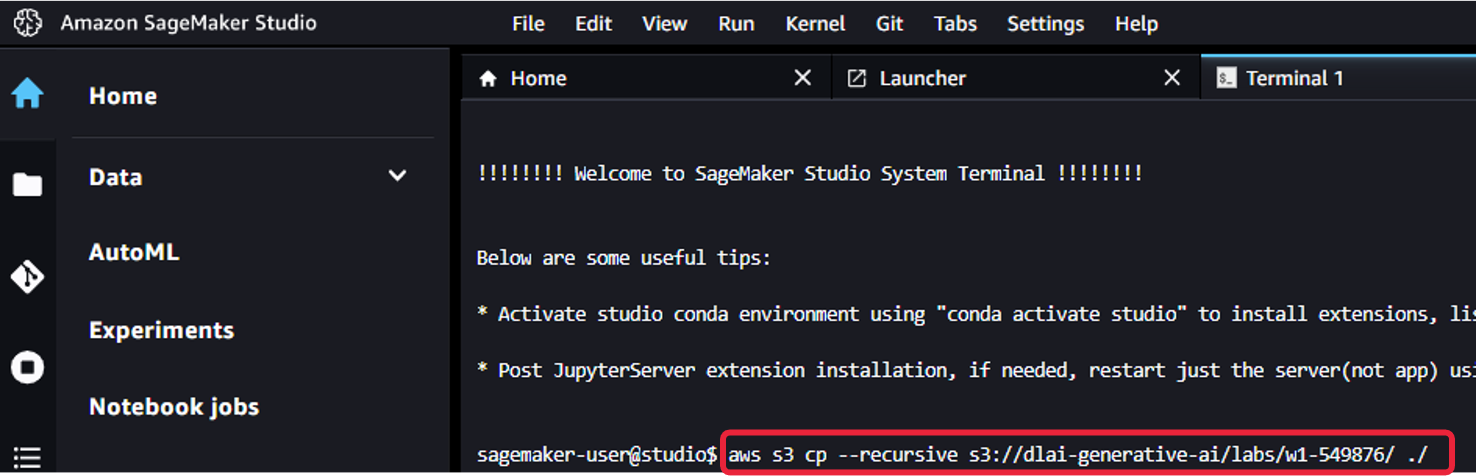 Amazon SageMaker Studio
File Edit View Run Kernel Git Tabs Settings Help
Home
Data
AutoML
Experiments
Notebook jobs
Home Launcher $_ Terminal 1
!!!!!!!! Welcome to SageMaker Studio System Terminal !!!!!!!!
Below are some useful tips:
* Activate studio conda environment using "conda activate studio" to install extensions,
* Post JupyterServer extension installation, if needed, restart just the server(not app)
sagemaker-user@studio$ aws s3 cp --recursive s3://dlai-generative-ai/labs/w1-549876/ ./